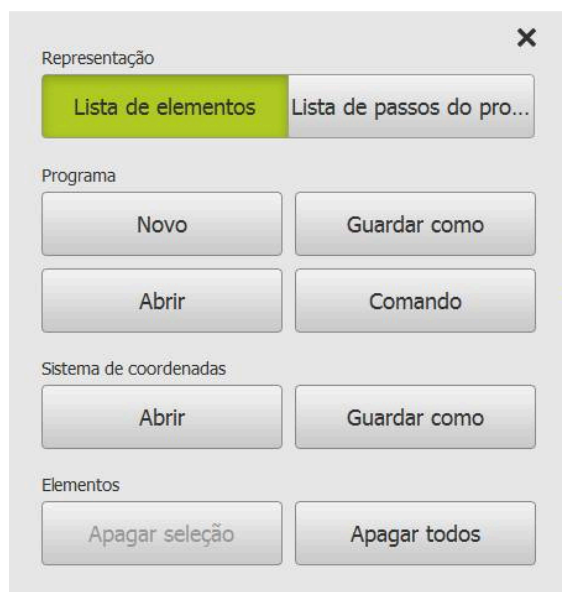 Representação
Lista de elementos Lista de passos do pro...
Programa
Novo Guardar como
Abrir Comando
Sistema de coordenadas
Abrir Guardar como
Elementos
Apagar seleção Apagar todos